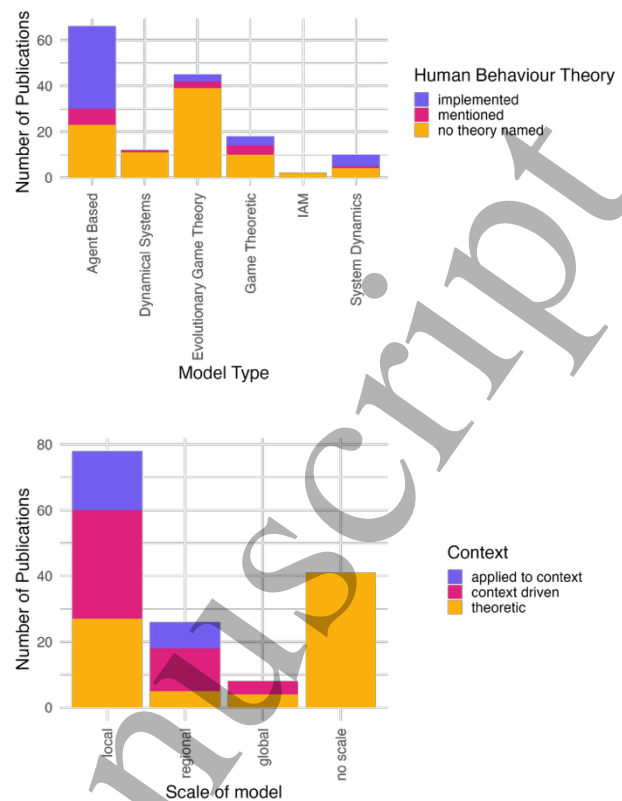 Number of Publications
60
40
20
0
Agent Based
Dynamical Systems
Evolutionary Game Theory
Game Theoretic
IAM
System Dynamics
Model Type
Human Behaviour Theory
implemented
mentioned
no theory named
Number of Publications
80
60
40
20
0
local
regional
global
no scale
Scale of model
Context
applied to context
context driven
theoretic
nuscript